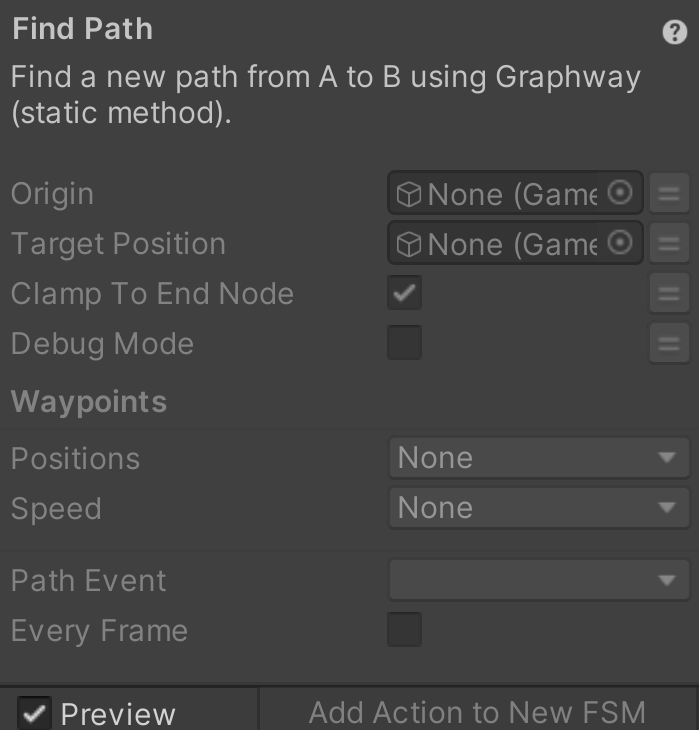 Find Path
Find a new path from A to B using Graphway
(static method).
Origin None (Game
Target Position None (Game
Clamp To End Node
Debug Mode
Waypoints
Positions None
Speed None
Path Event
Every Frame
Preview Add Action to New FSM